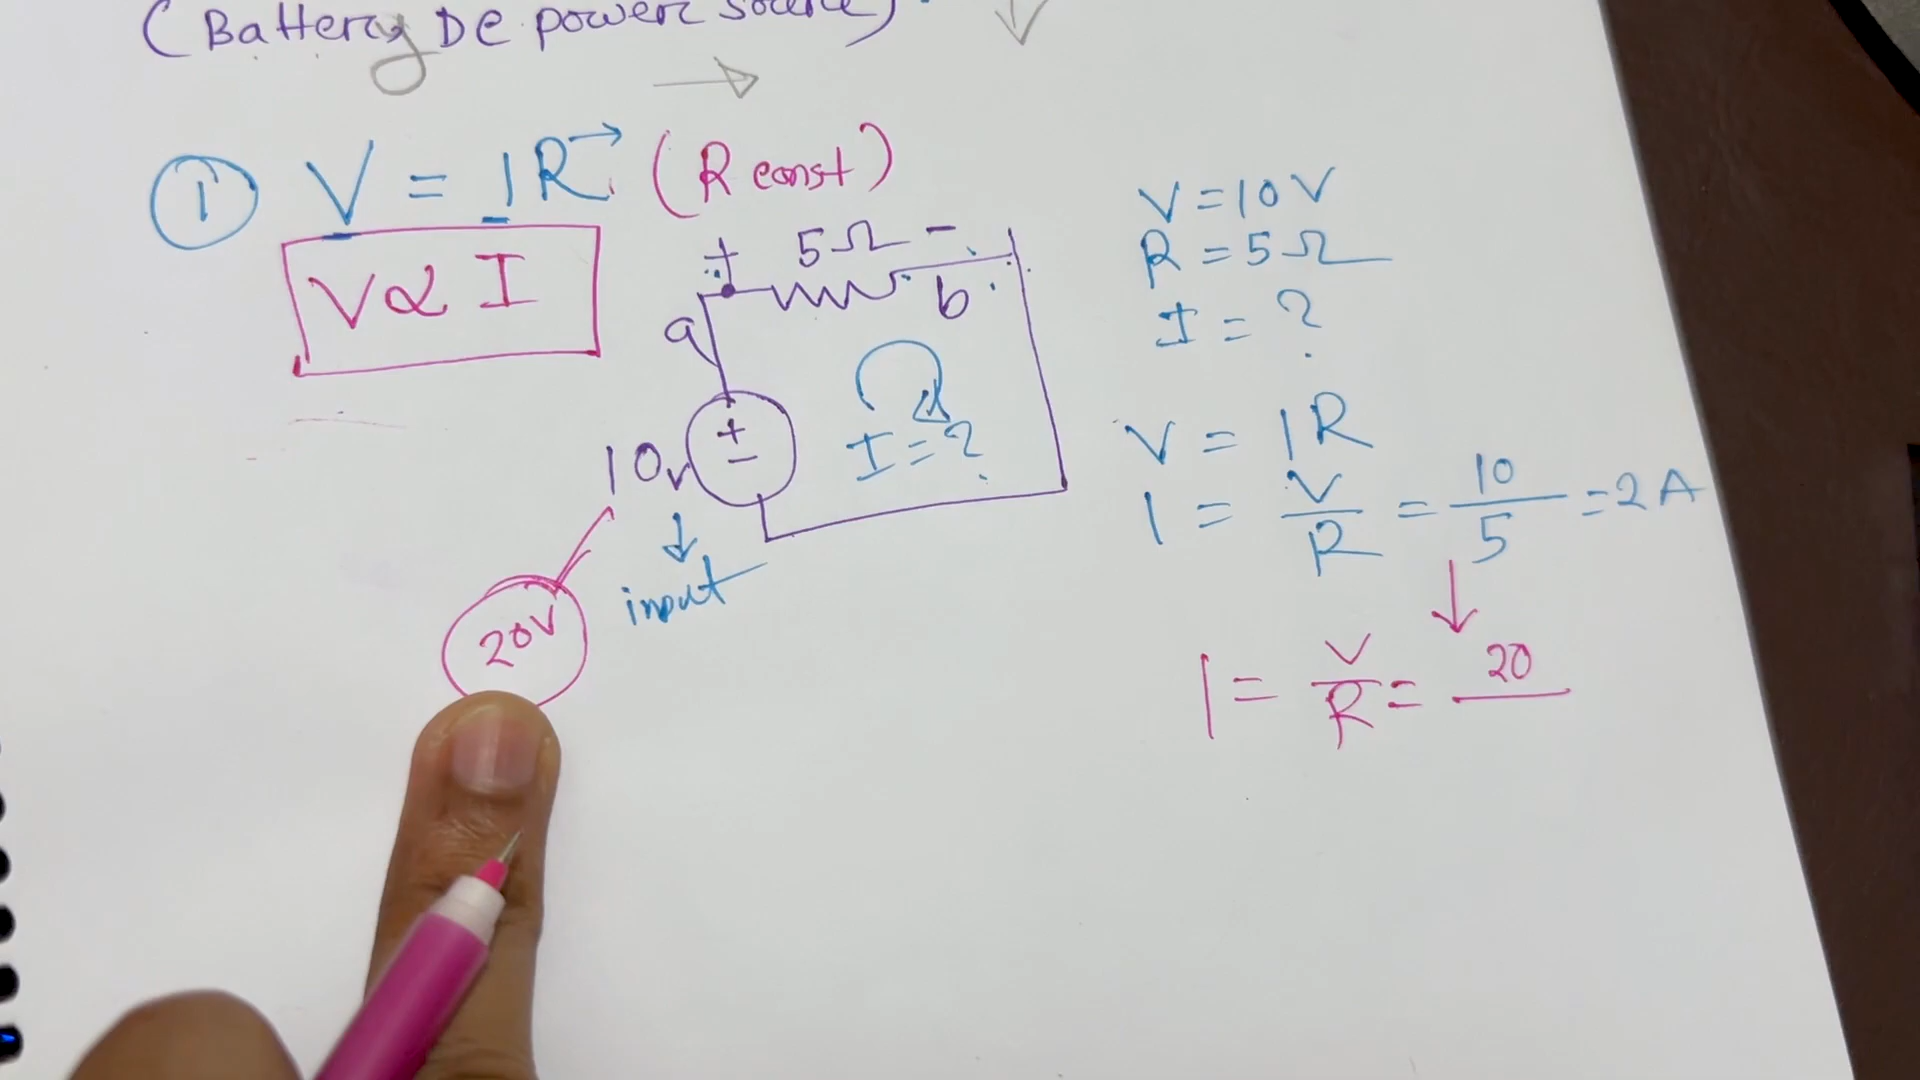 (Battery DC power source)
① V = IR (R const)
V ∝ I
+ 5Ω -
a b
10v + -
I = ?
input
20V
V = 10V
R = 5Ω
I = ?
V = IR
I = V/R = 10/5 = 2A
I = V/R = 20/